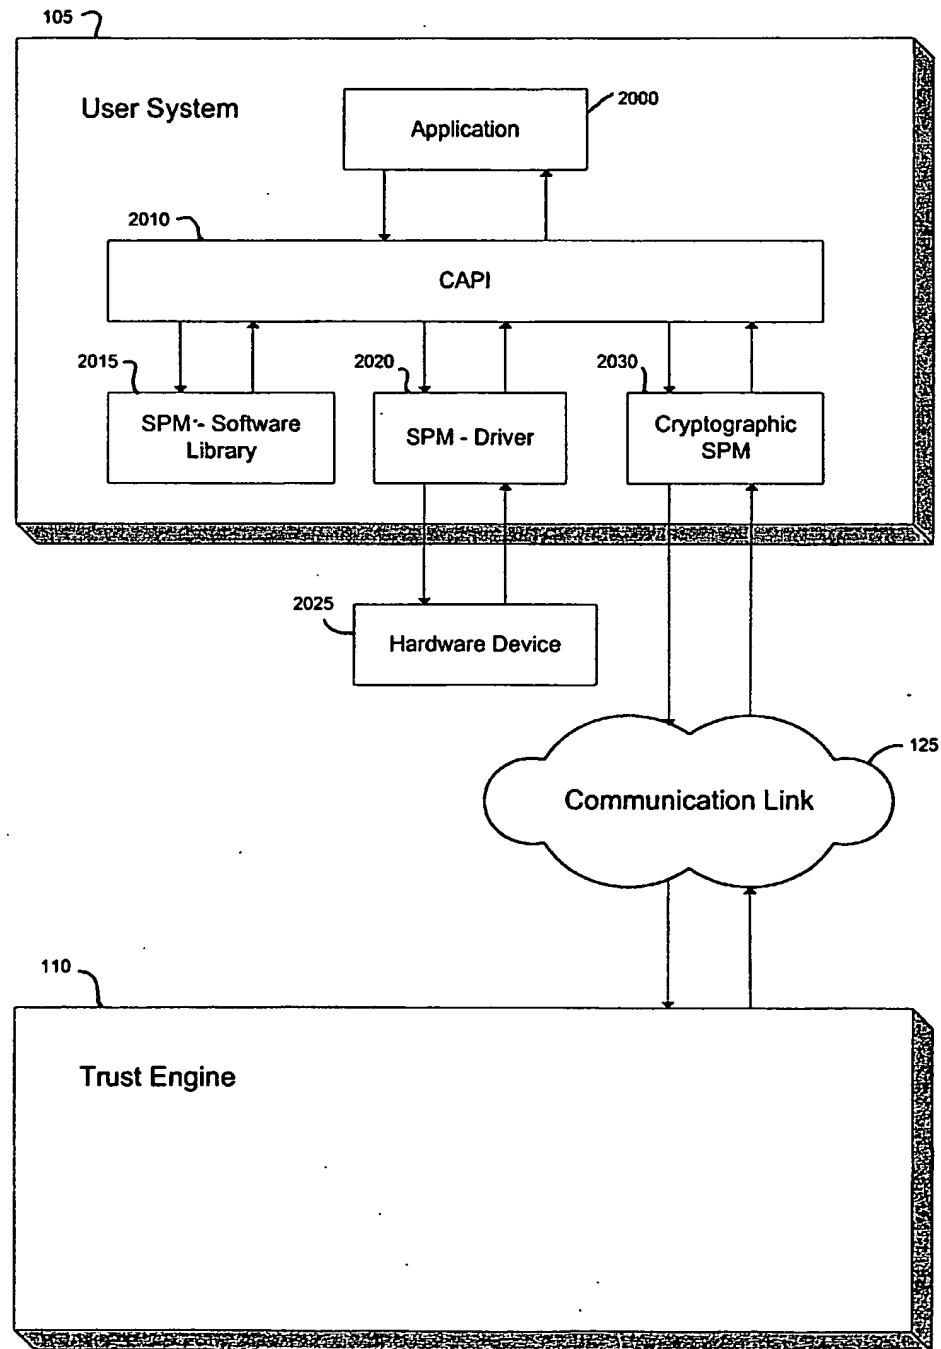 105
User System
2000
Application
2010
CAPI
2015
SPM - Software
Library
2020
SPM - Driver
2030
Cryptographic
SPM
2025
Hardware Device
125
Communication Link
110
Trust Engine